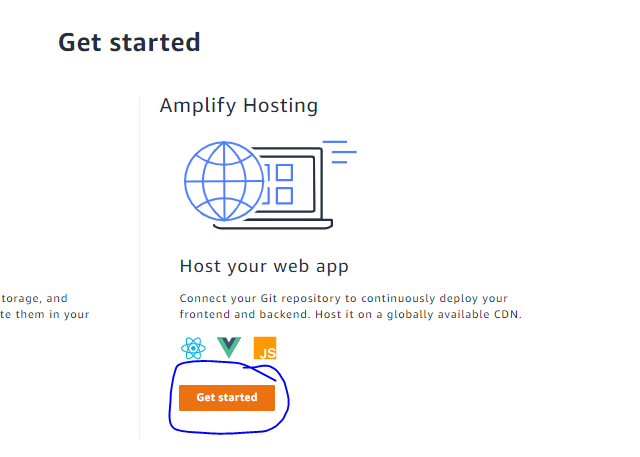 Get started
Amplify Hosting
Host your web app
torage, and
te them in your
Connect your Git repository to continuously deploy your
frontend and backend. Host it on a globally available CDN.
JS
Get started